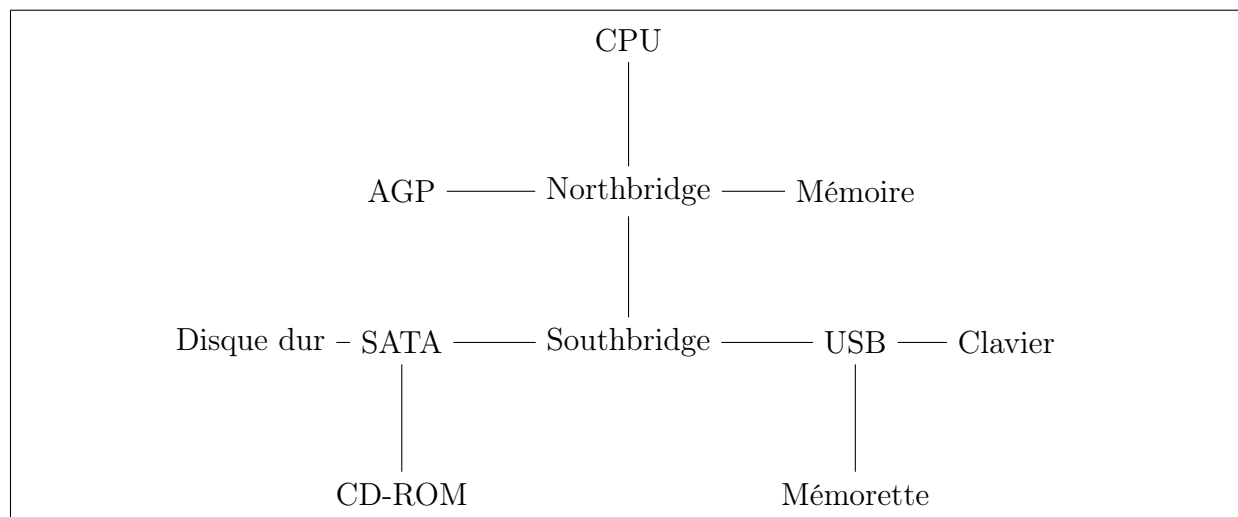 CPU
AGP Northbridge Mémoire
Disque dur SATA Southbridge USB Clavier
CD-ROM Mémorette